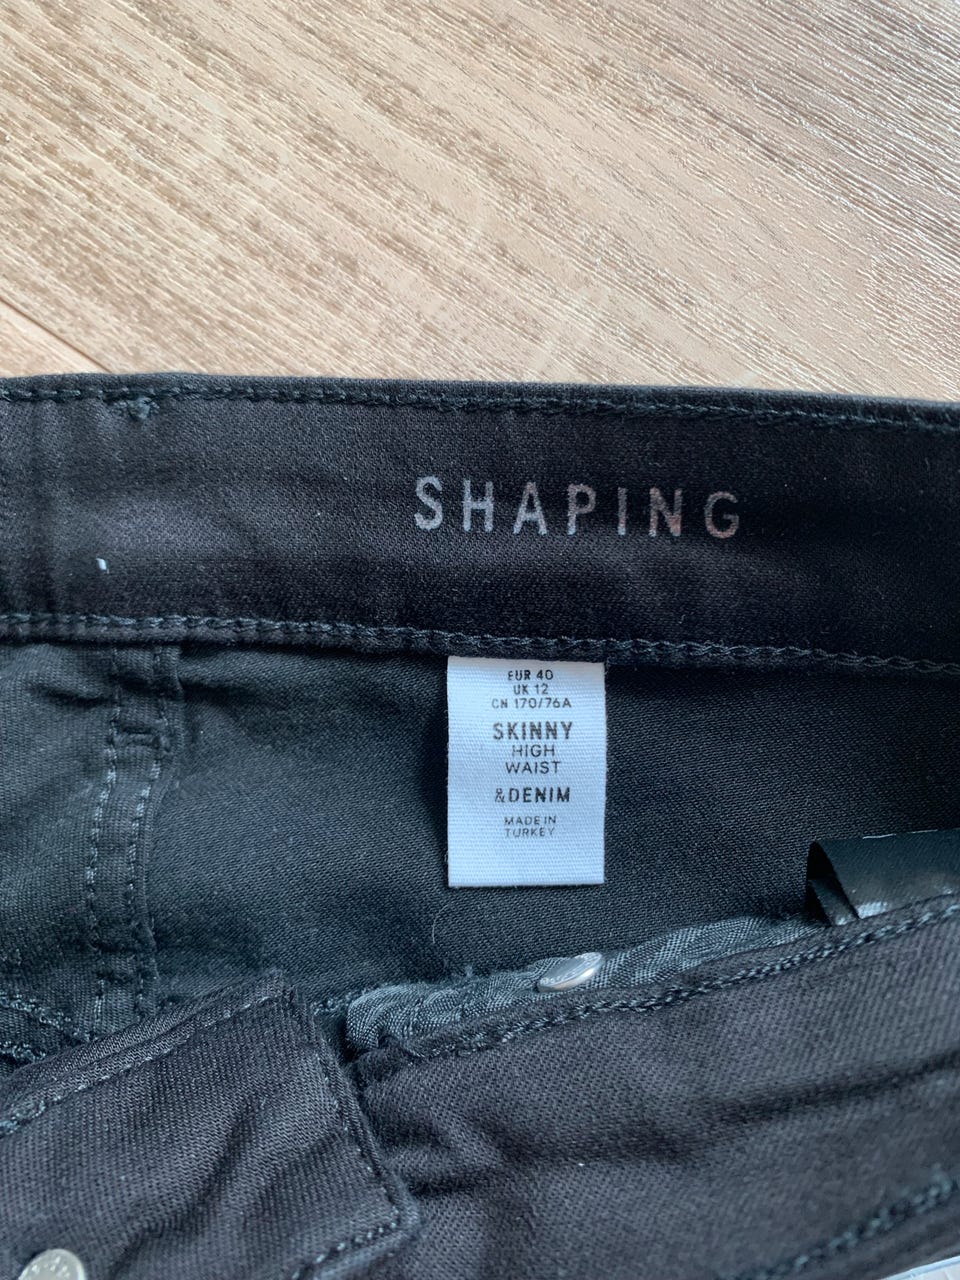 SHAPING
EUR 40
UK 12
CN 170/76A
SKINNY
HIGH
WAIST
&DENIM
MADE IN
TURKEY